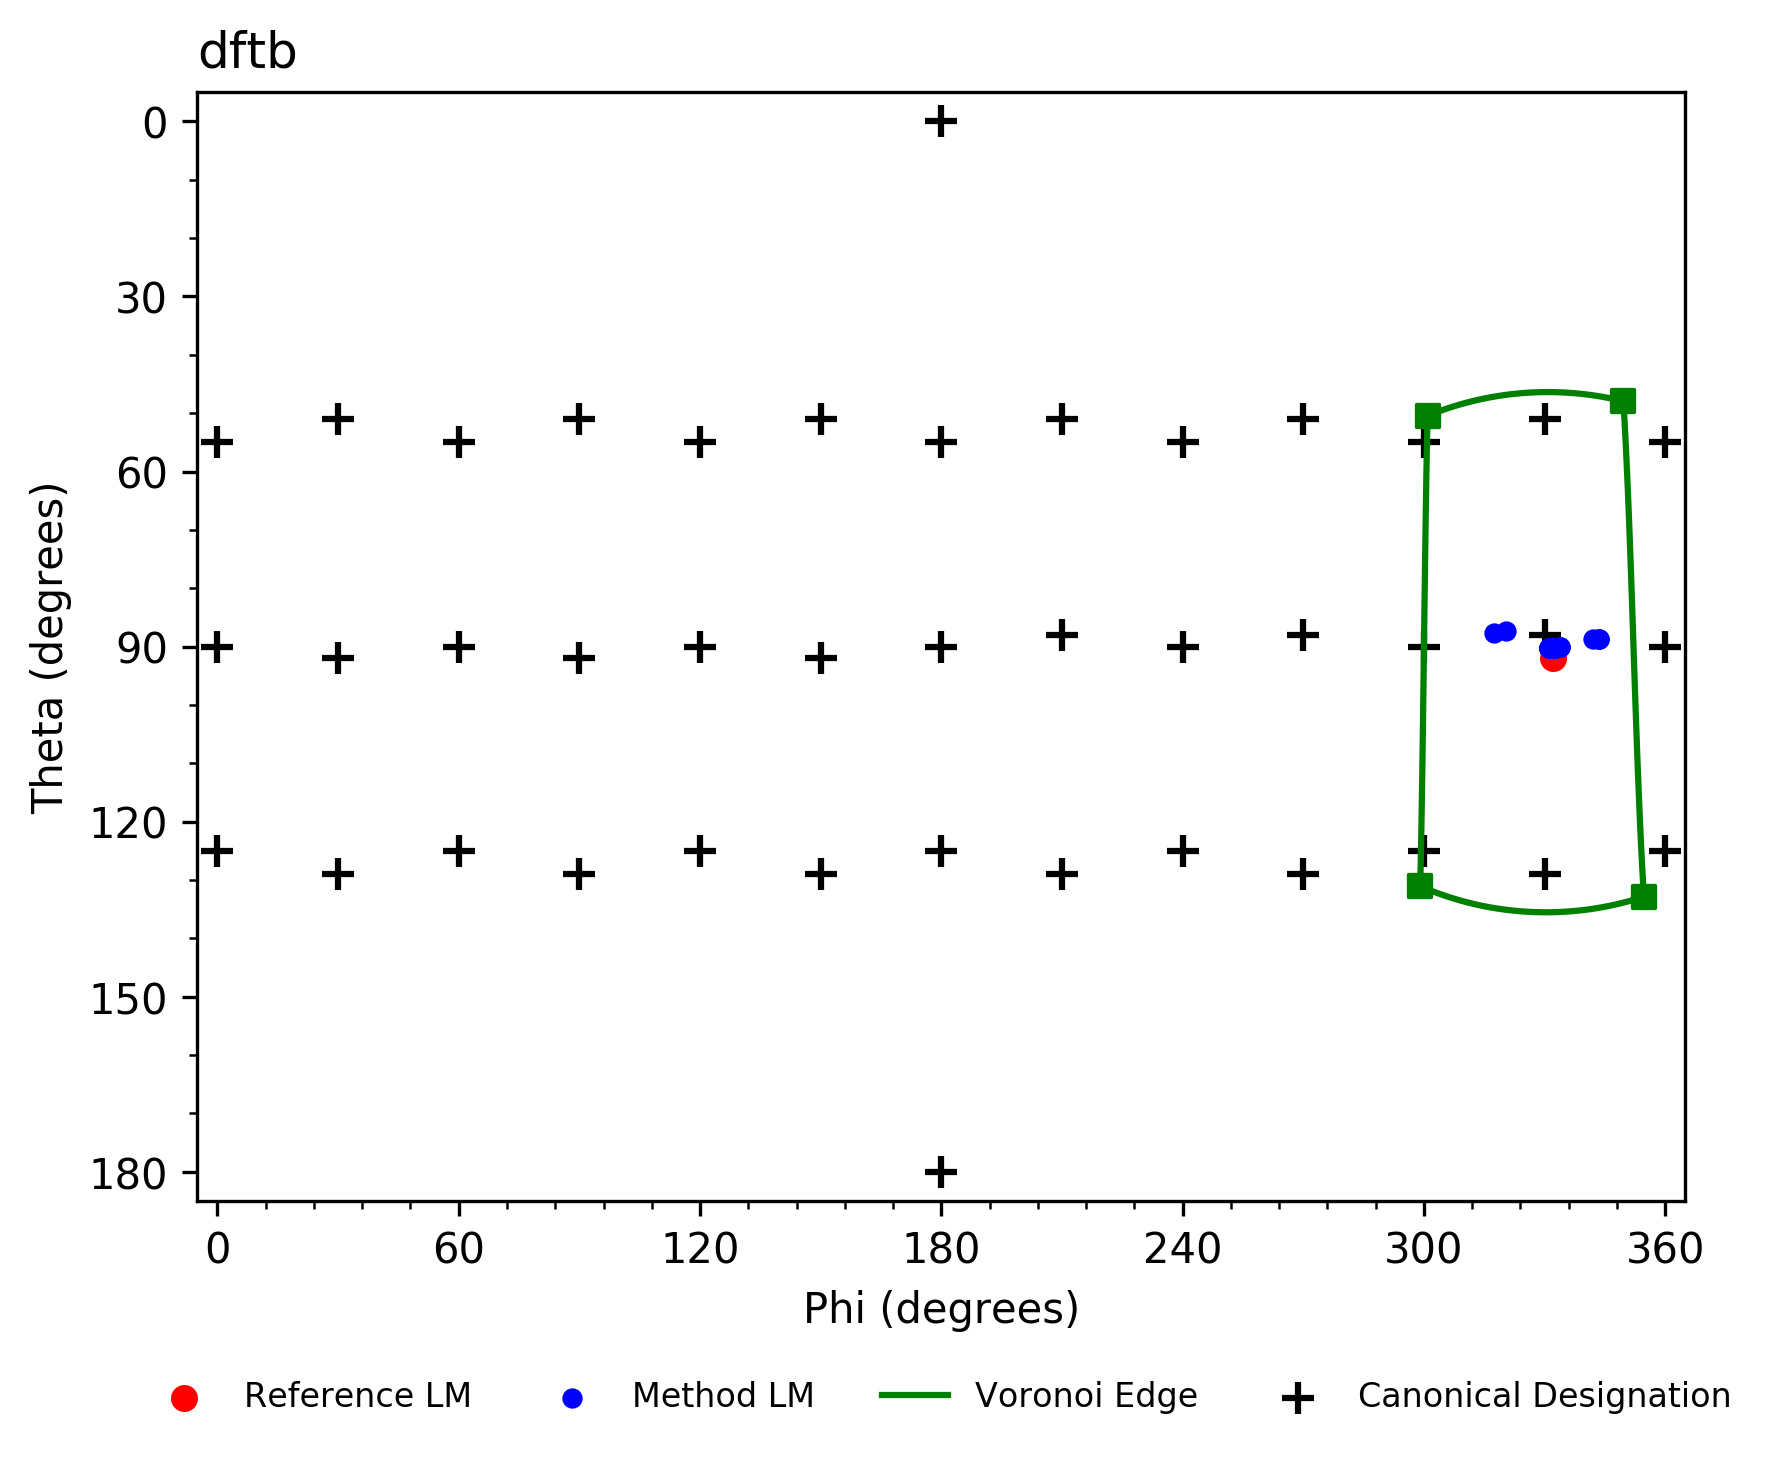 dftb
0
30
60
90
120
150
180
Theta (degrees)
0 60 120 180 240 300 360
Phi (degrees)
Reference LM Method LM Voronoi Edge Canonical Designation